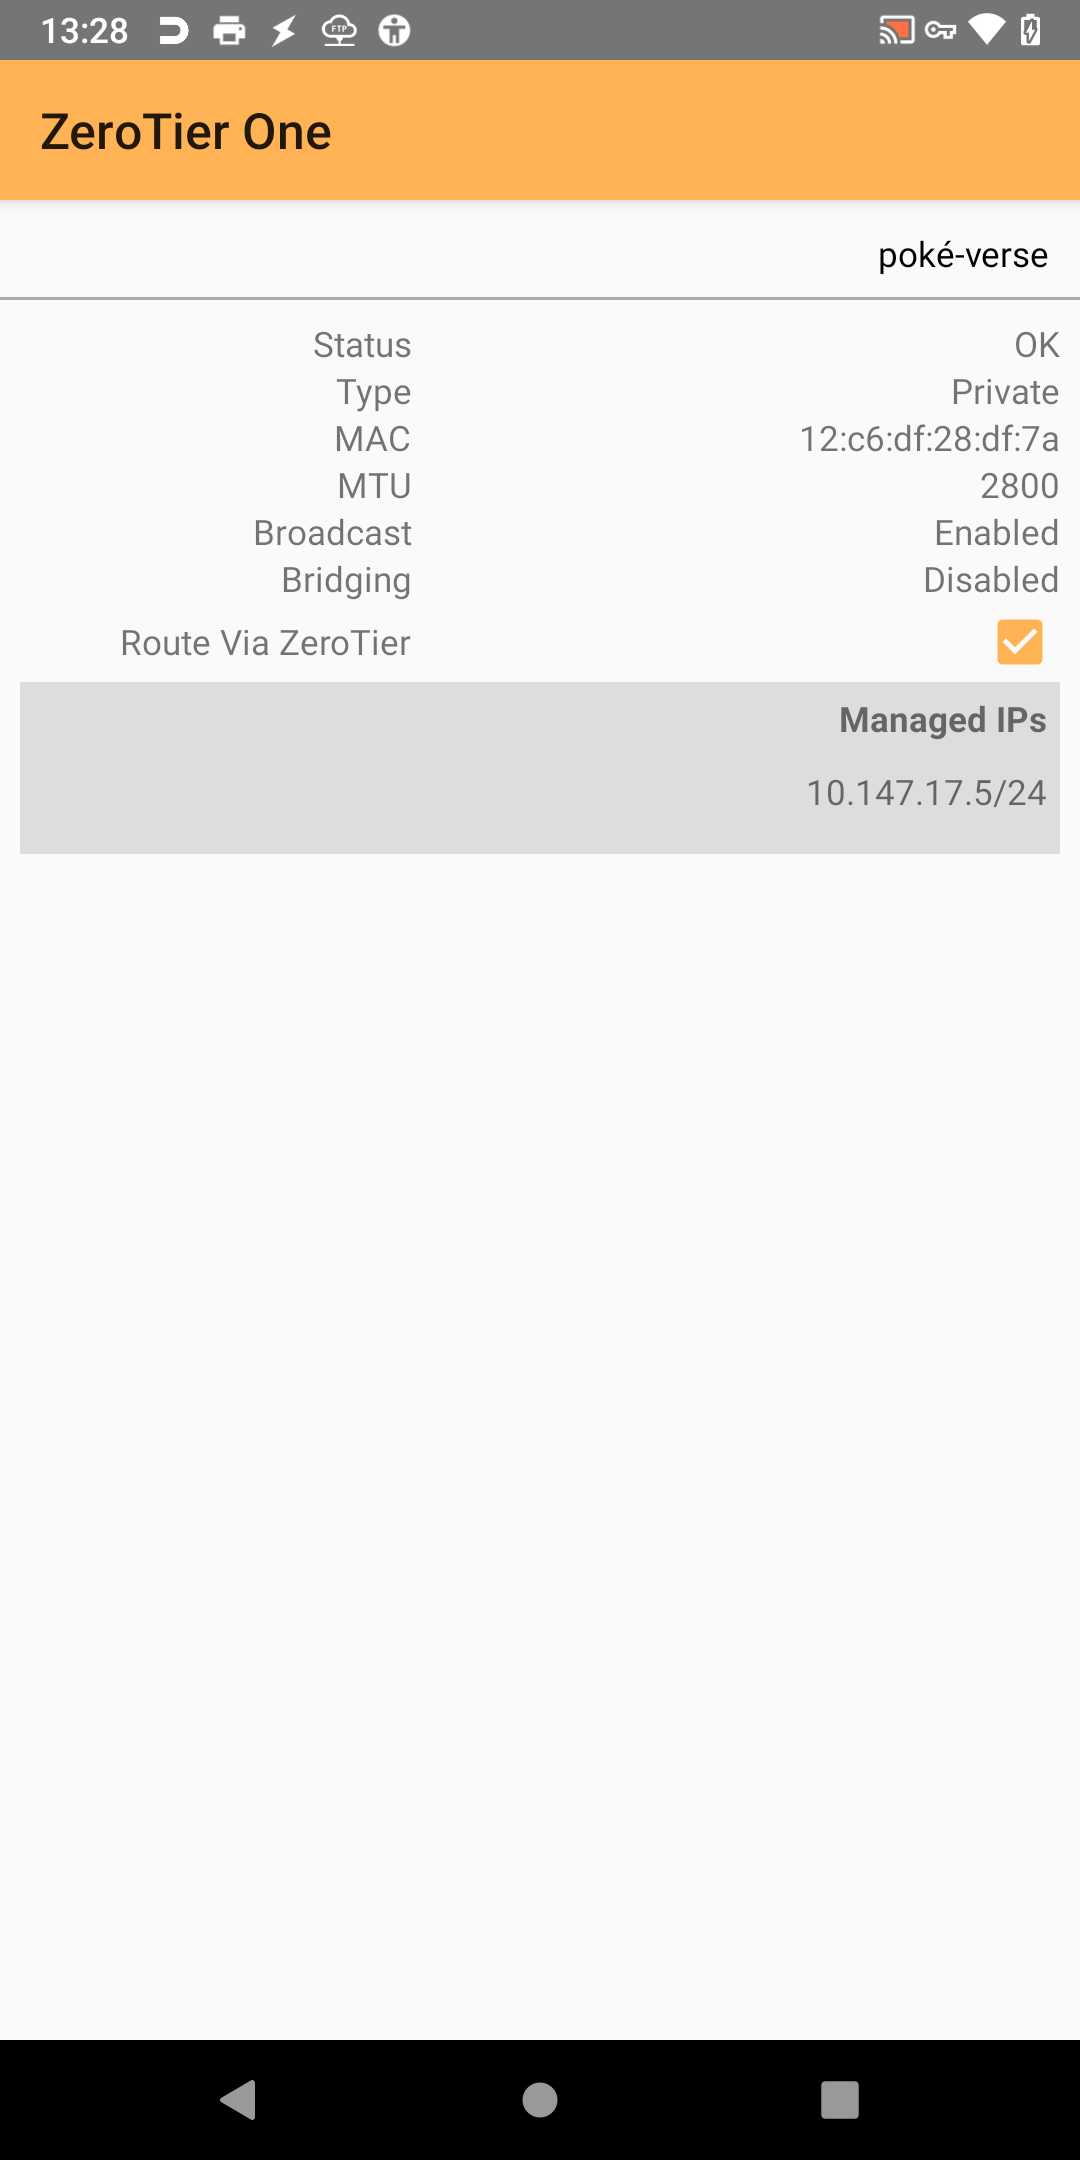 13:28
FTP
ZeroTier One
poké-verse
Status OK
Type Private
MAC 12:c6:df:28:df:7a
MTU 2800
Broadcast Enabled
Bridging Disabled
Route Via ZeroTier
Managed IPs
10.147.17.5/24